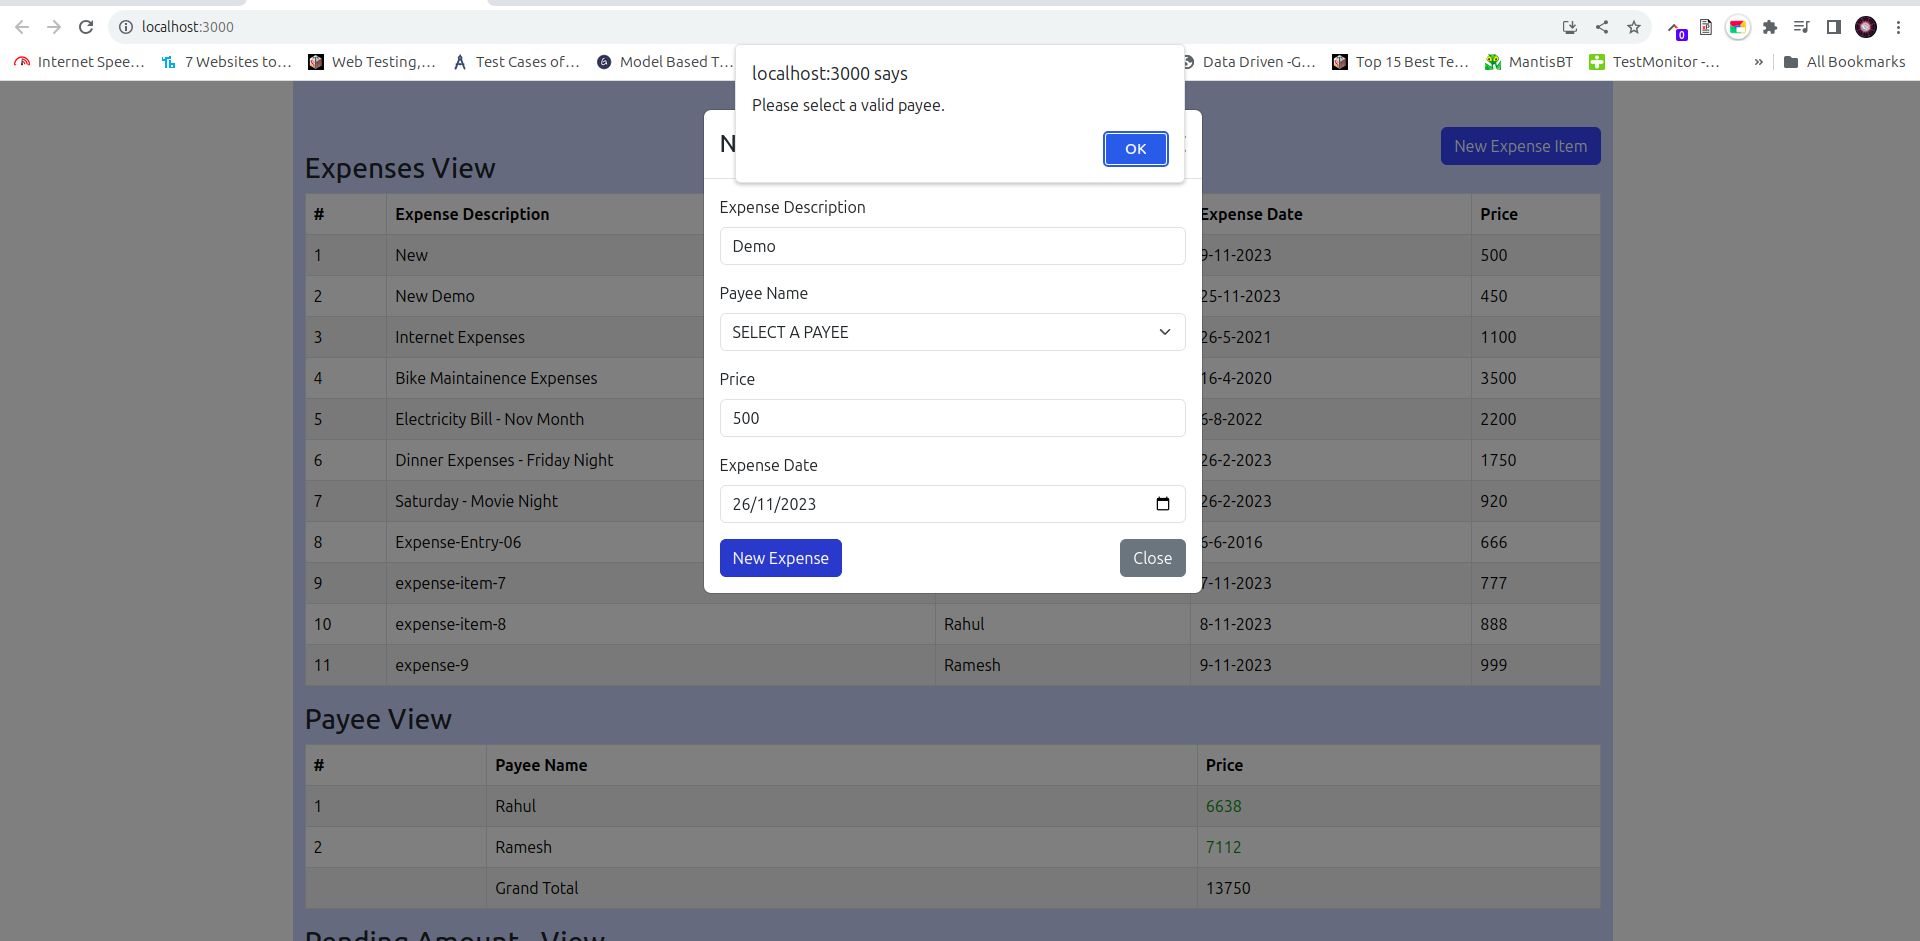 localhost:3000
0
Internet Spee...
7 Websites to...
Web Testing,...
Test Cases of...
Model Based T...
Data Driven -G...
Top 15 Best Te...
MantisBT
TestMonitor -...
»
All Bookmarks
localhost:3000 says
Please select a valid payee.
OK
New Expense Item
Expenses View
# Expense Description Expense Date Price
1 New 9-11-2023 500
2 New Demo 25-11-2023 450
3 Internet Expenses 26-5-2021 1100
4 Bike Maintainence Expenses 16-4-2020 3500
5 Electricity Bill - Nov Month 6-8-2022 2200
6 Dinner Expenses - Friday Night 26-2-2023 1750
7 Saturday - Movie Night 26-2-2023 920
8 Expense-Entry-06 6-6-2016 666
9 expense-item-7 7-11-2023 777
10 expense-item-8 Rahul 8-11-2023 888
11 expense-9 Ramesh 9-11-2023 999
Expense Description
Demo
Payee Name
SELECT A PAYEE
Price
500
Expense Date
26/11/2023
New Expense
Close
Payee View
# Payee Name Price
1 Rahul 6638
2 Ramesh 7112
Grand Total 13750
Pending Amount - View